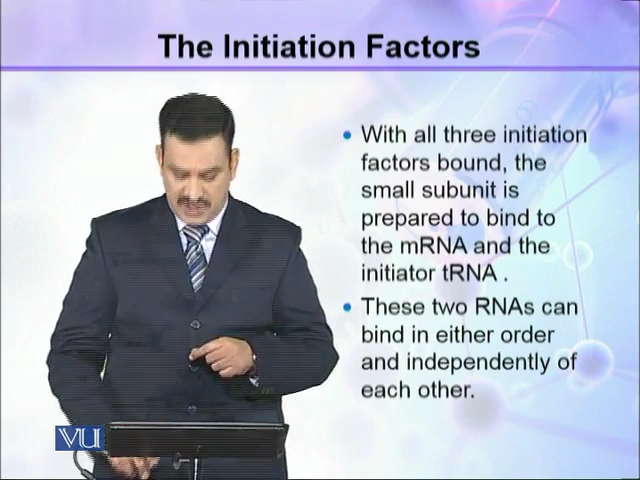 The Initiation Factors
• With all three initiation
factors bound, the
small subunit is
prepared to bind to
the mRNA and the
initiator tRNA .
• These two RNAs can
bind in either order
and independently of
each other.
VU